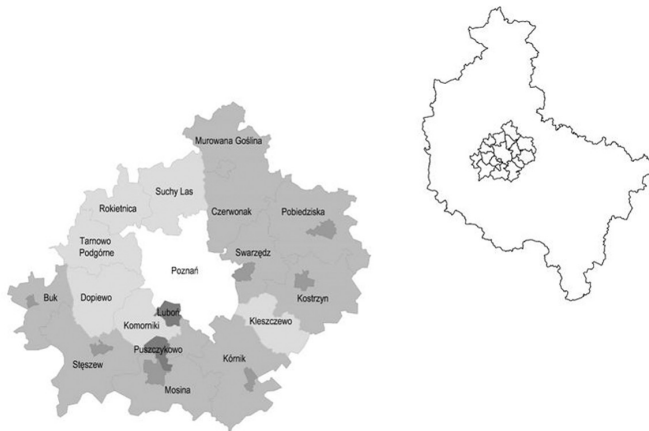 Murowana Goślina
Suchy Las
Rokietnica
Czerwonak
Pobiedziska
Tarnowo
Podgórne
Swarzędz
Poznań
Buk
Dopiewo
Kostrzyn
Luboń
Komorniki
Kleszczewo
Puszczykowo
Stęszew
Kórnik
Mosina